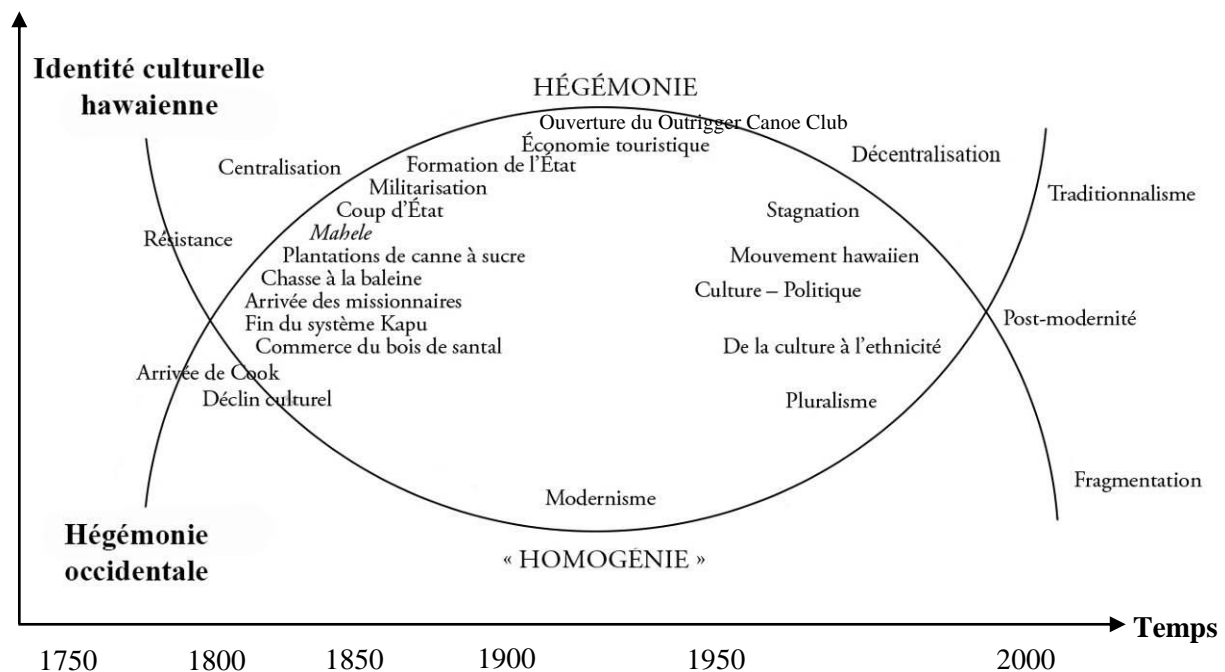 Identité culturelle
hawaienne
HÉGÉMONIE
Ouverture du Outrigger Canoe Club
Économie touristique
Décentralisation
Centralisation
Formation de l'État
Militarisation
Traditionnalisme
Coup d'État
Stagnation
Mahele
Résistance
Plantations de canne à sucre
Mouvement hawaiien
Chasse à la baleine
Culture – Politique
Arrivée des missionnaires
Fin du système Kapu
Post-modernité
Commerce du bois de santal
De la culture à l'ethnicité
Arrivée de Cook
Déclin culturel
Pluralisme
Modernisme
Fragmentation
Hégémonie
occidentale
« HOMOGÉNIE »
Temps
1750 1800 1850 1900 1950 2000